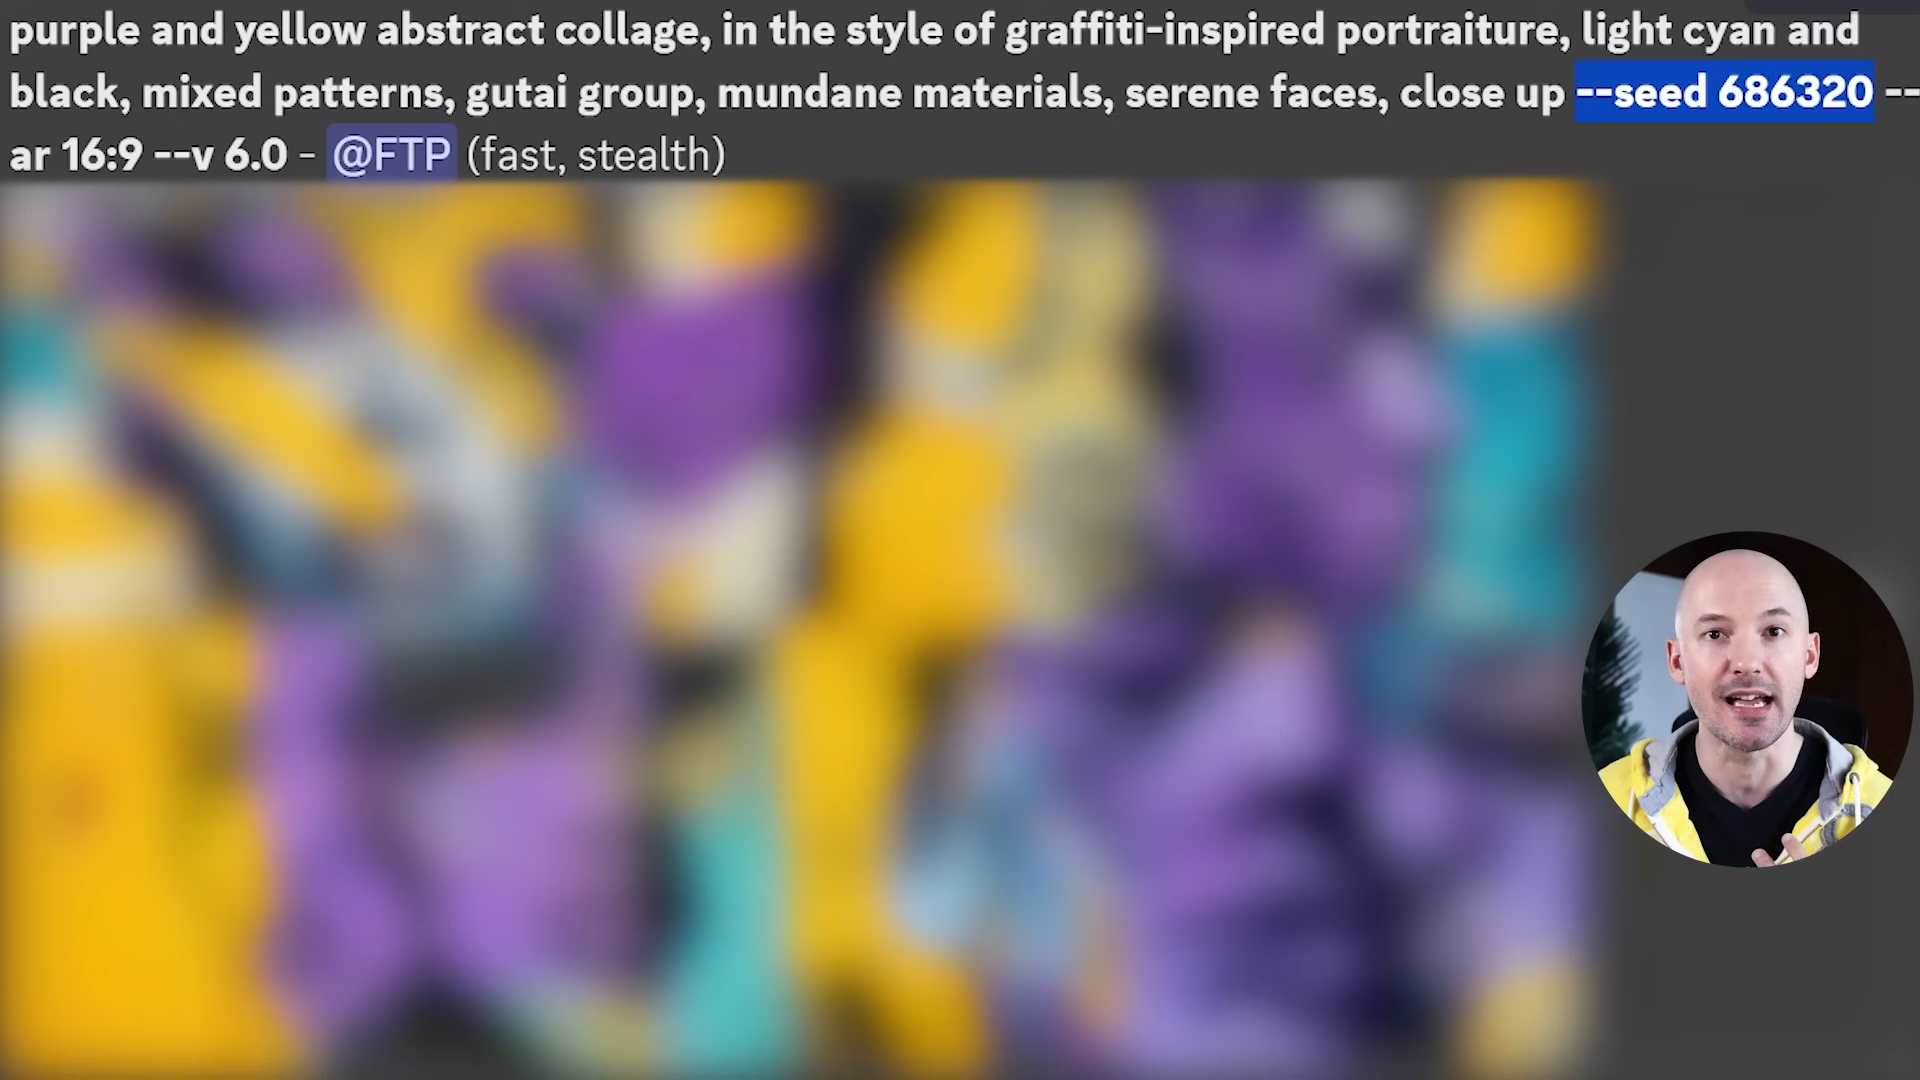 purple and yellow abstract collage, in the style of graffiti-inspired portraiture, light cyan and
black, mixed patterns, gutai group, mundane materials, serene faces, close up --seed 686320 --
ar 16:9 --v 6.0 - @FTP (fast, stealth)